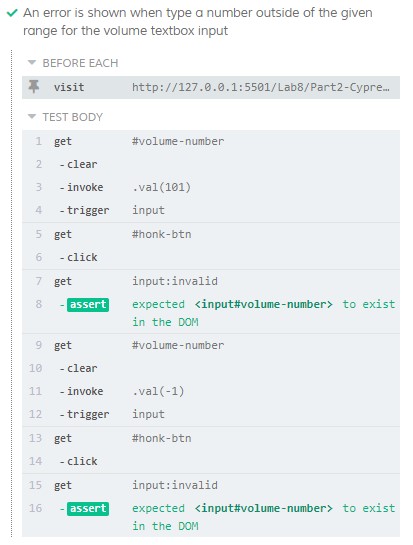 An error is shown when type a number outside of the given
range for the volume textbox input
BEFORE EACH
visit http://127.0.0.1:5501/Lab8/Part2-Cypre…
TEST BODY
1 get #volume-number
2 -clear
3 -invoke .val(101)
4 -trigger input
5 get #honk-btn
6 -click
7 get input:invalid
8 -assert expected <input#volume-number> to exist
in the DOM
9 get #volume-number
10 -clear
11 -invoke .val(-1)
12 -trigger input
13 get #honk-btn
14 -click
15 get input:invalid
16 -assert expected <input#volume-number> to exist
in the DOM